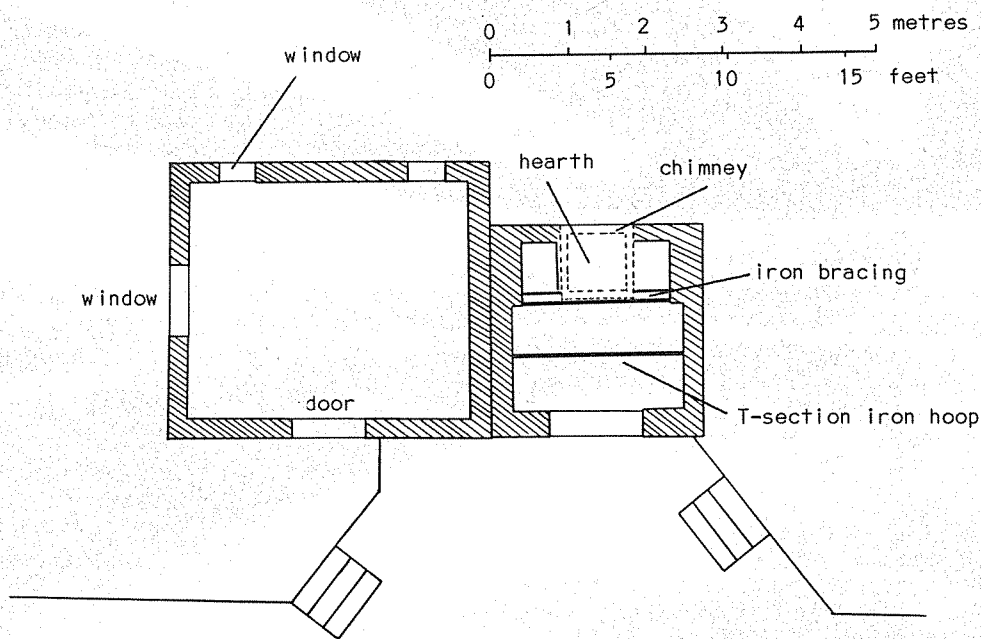 0 1 2 3 4 5 metres
0 5 10 15 feet
window
hearth
chimney
iron bracing
window
door
T-section iron hoop